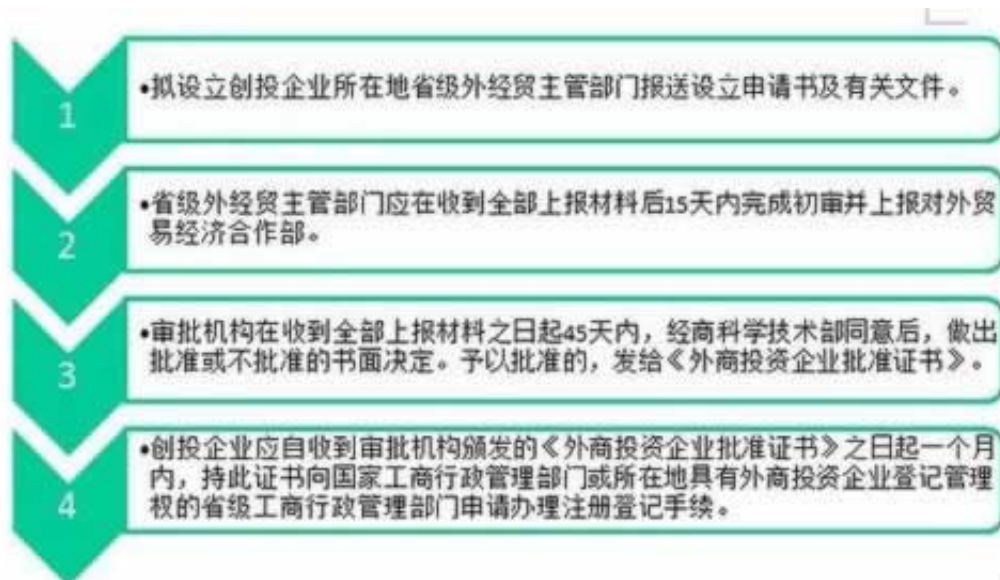 1
•拟设立创投企业所在地省级外经贸主管部门报送设立申请书及有关文件。
2
•省级外经贸主管部门应在收到全部上报材料后15天内完成初审并上报对外贸
易经济合作部。
3
•审批机构在收到全部上报材料之日起45天内，经商科学技术部同意后，做出
批准或不批准的书面决定。予以批准的，发给《外商投资企业批准证书》。
4
•创投企业应自收到审批机构颁发的《外商投资企业批准证书》之日起一个月
内，持此证书向国家工商行政管理部门或所在地具有外商投资企业登记管理
权的省级工商行政管理部门申请办理注册登记手续。